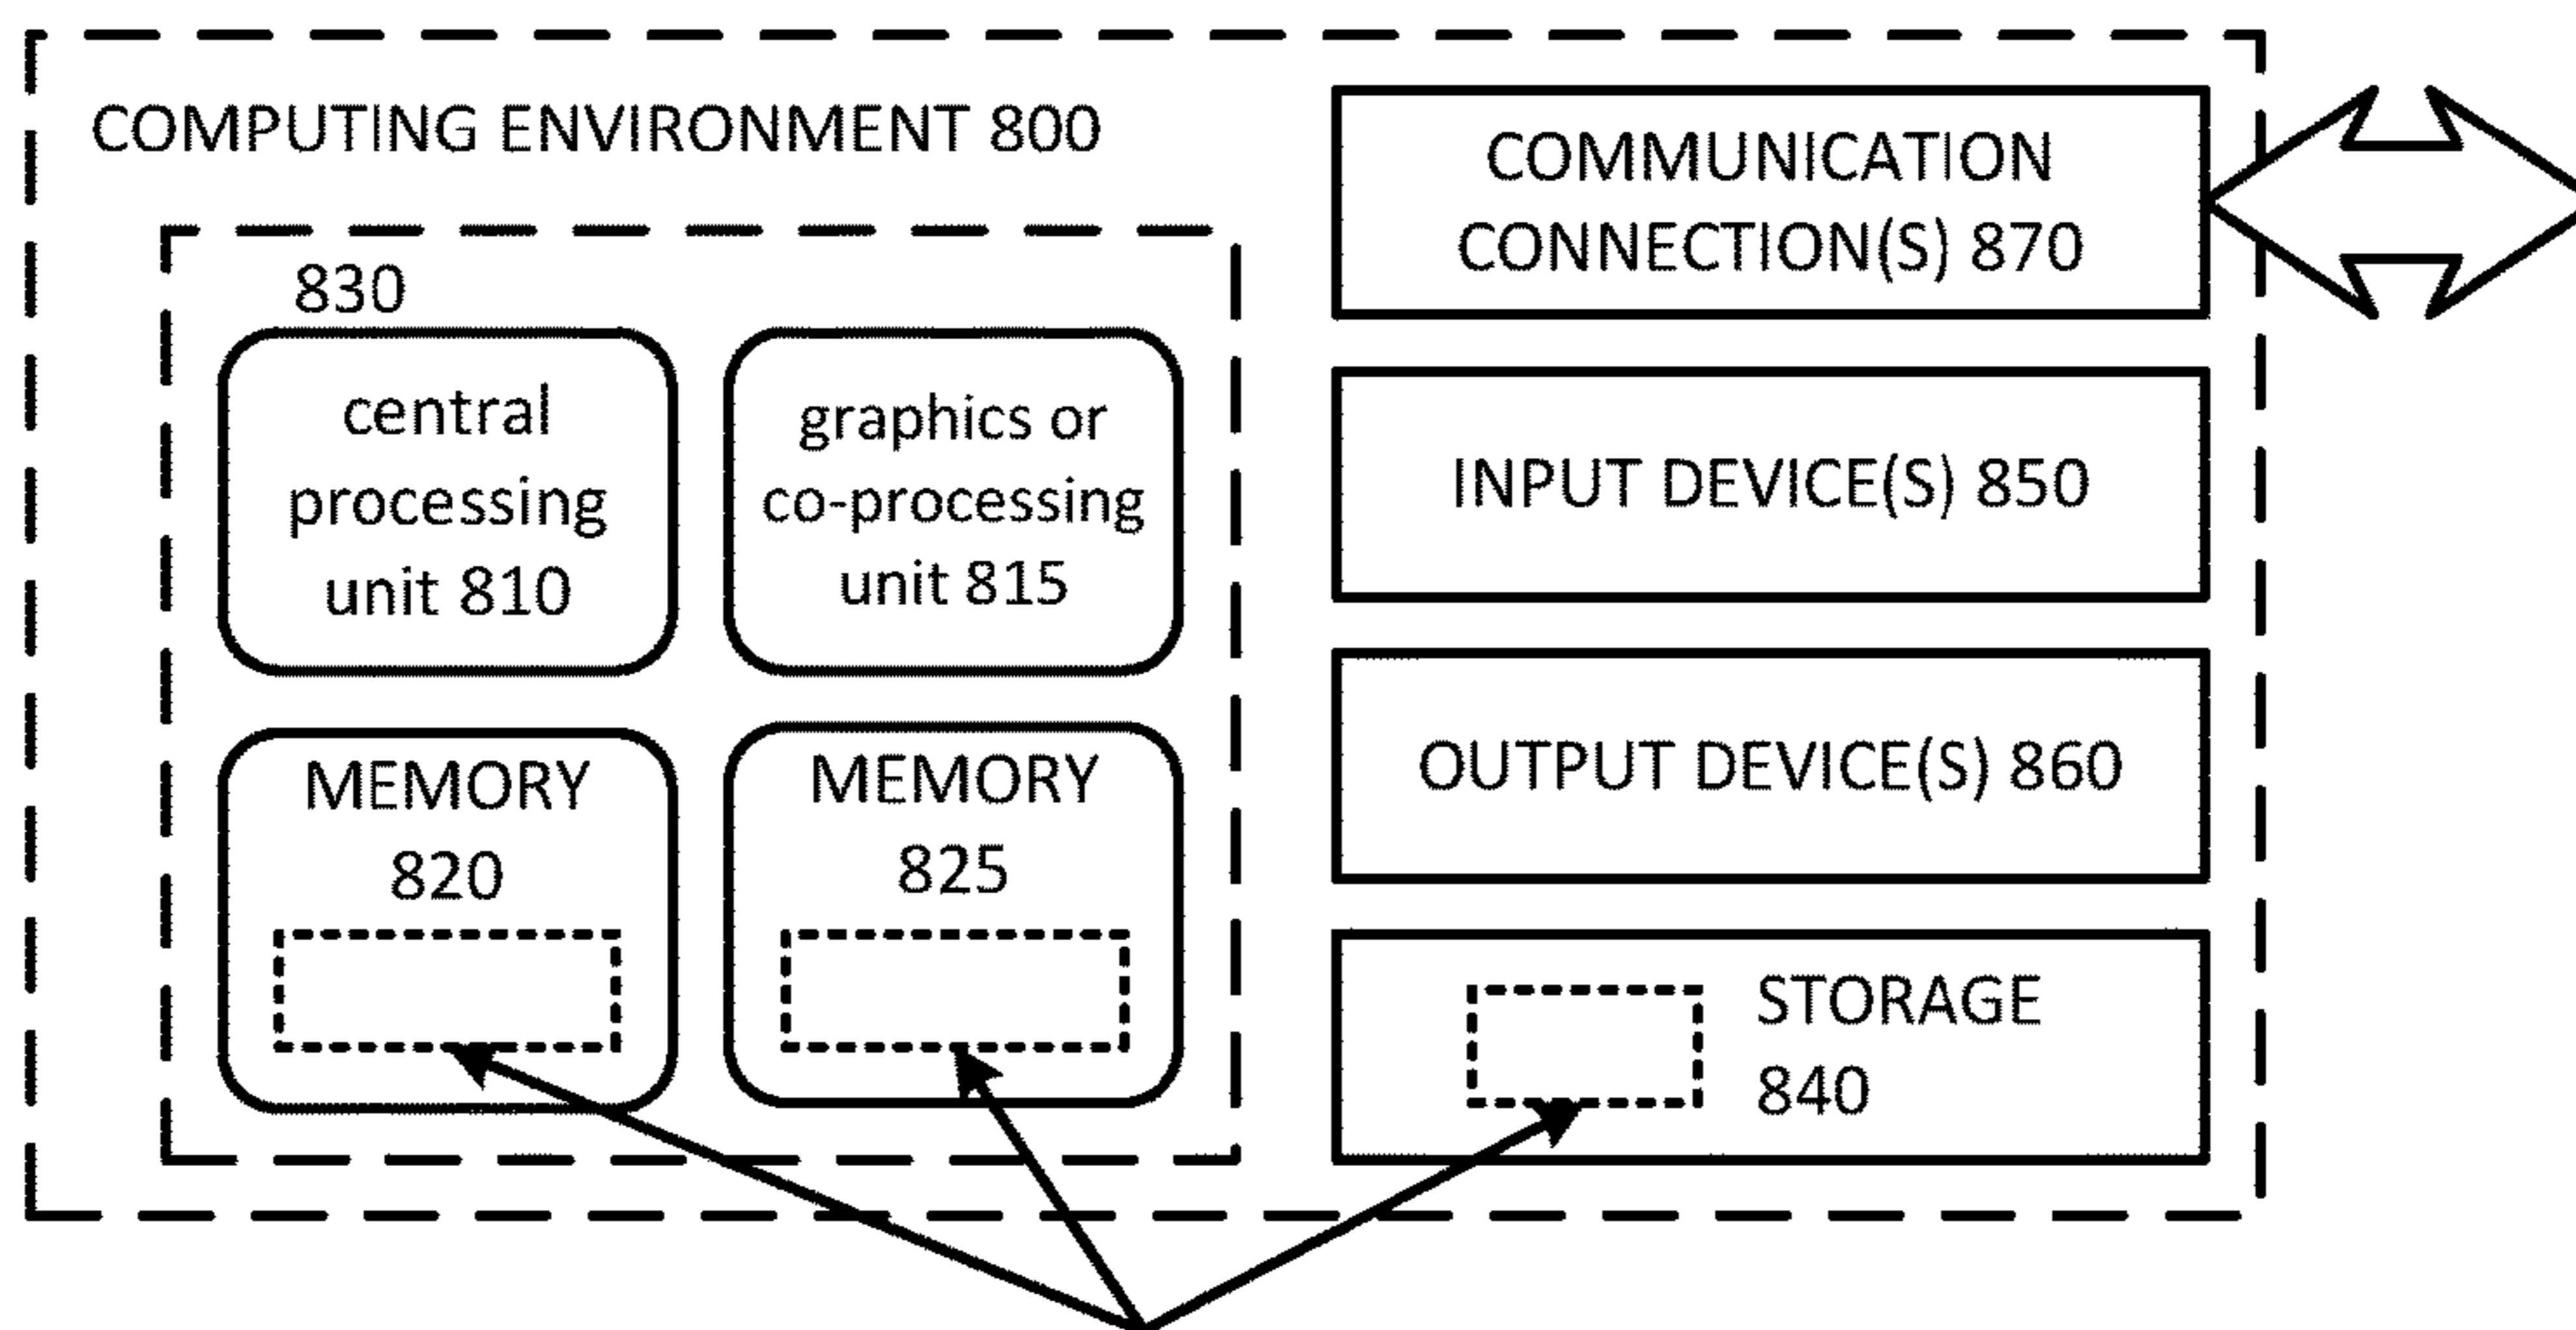 COMPUTING ENVIRONMENT 800
830
central
processing
unit 810
graphics or
co-processing
unit 815
MEMORY
820
MEMORY
825
COMMUNICATION
CONNECTION(S) 870
INPUT DEVICE(S) 850
OUTPUT DEVICE(S) 860
STORAGE
840